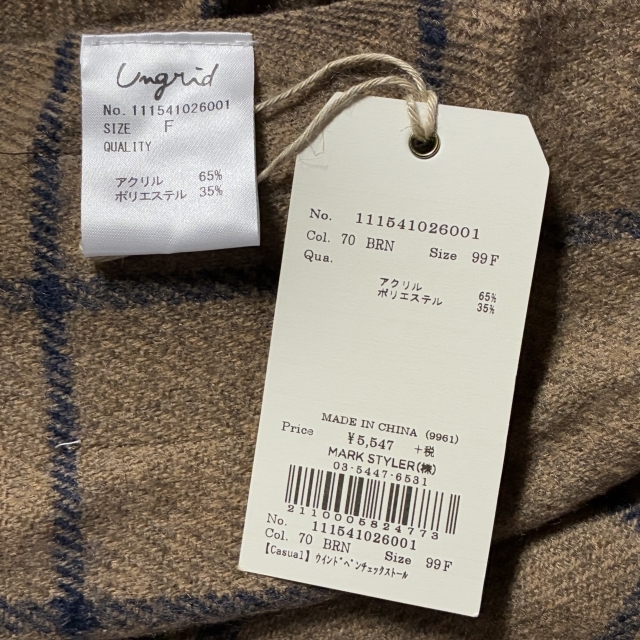 Ungrid
No. 111541026001
SIZE F
QUALITY
アクリル 65%
ポリエステル 35%
No. 111541026001
Col. 70 BRN Size 99F
Qua.
アクリル 65%
ポリエステル 35%
MADE IN CHINA (9961)
Price ¥5,547 +税
MARK STYLER(株)
03-5447-6531
2110005824773
No. 111541026001
Col. 70 BRN Size 99F
【Casual】ウインドペンチェックストール